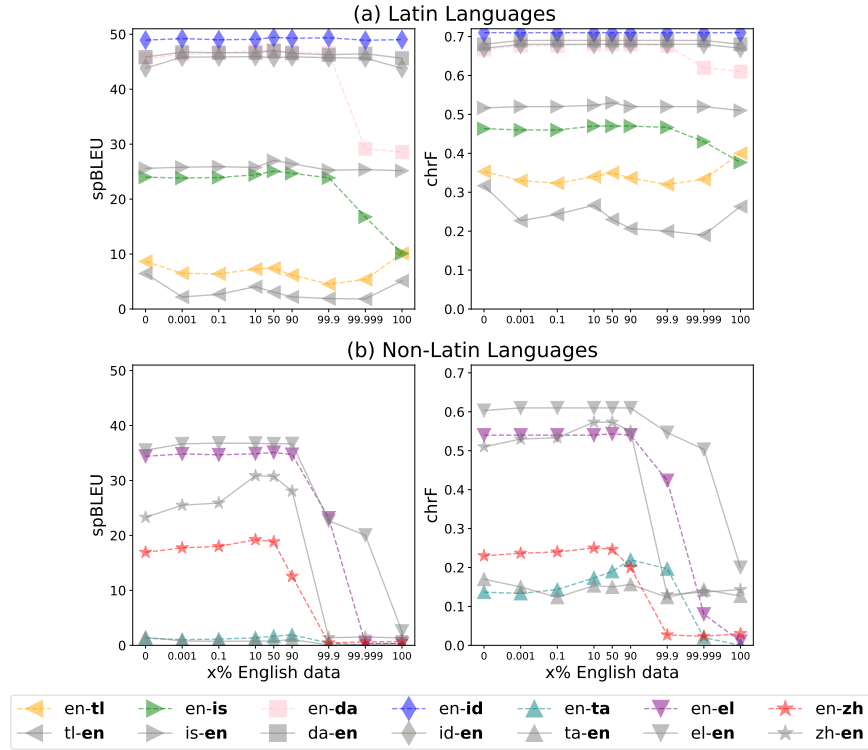 (a) Latin Languages
50
40
30
20
10
0
spBLEU
0 0.001 0.1 10 50 90 99.9 99.999 100
0.7
0.6
0.5
0.4
0.3
0.2
0.1
0.0
chrF
0 0.001 0.1 10 50 90 99.9 99.999 100
(b) Non-Latin Languages
50
40
30
20
10
0
spBLEU
0 0.001 0.1 10 50 90 99.9 99.999 100
x% English data
0.7
0.6
0.5
0.4
0.3
0.2
0.1
0.0
chrF
0 0.001 0.1 10 50 90 99.9 99.999 100
x% English data
en-tl en-is en-da en-id en-ta en-el en-zh
tl-en is-en da-en id-en ta-en el-en zh-en